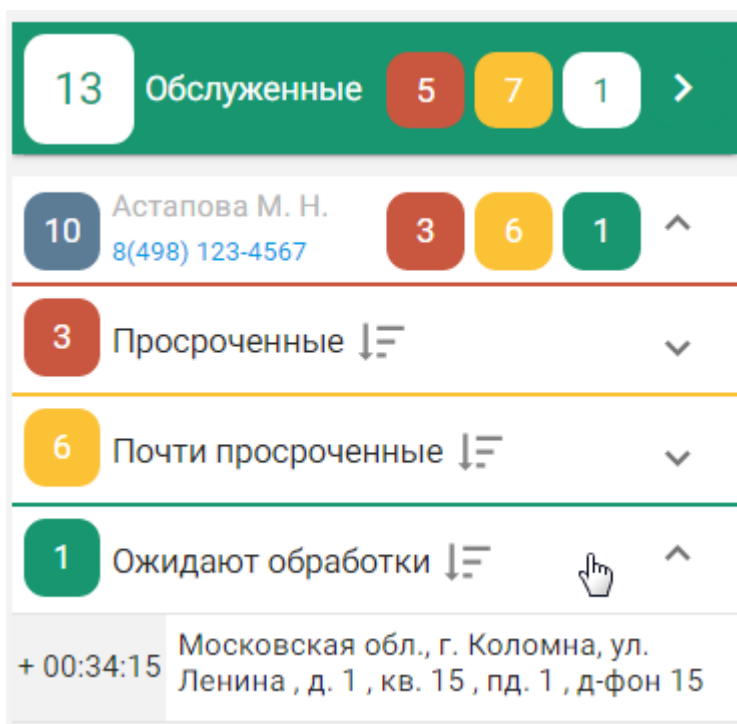 13 Обслуженные 5 7 1
10 Астапова М. Н. 3 6 1
8(498) 123-4567
3 Просроченные
6 Почти просроченные
1 Ожидают обработки
+ 00:34:15 Московская обл., г. Коломна, ул.
Ленина , д. 1 , кв. 15 , пд. 1 , д-фон 15